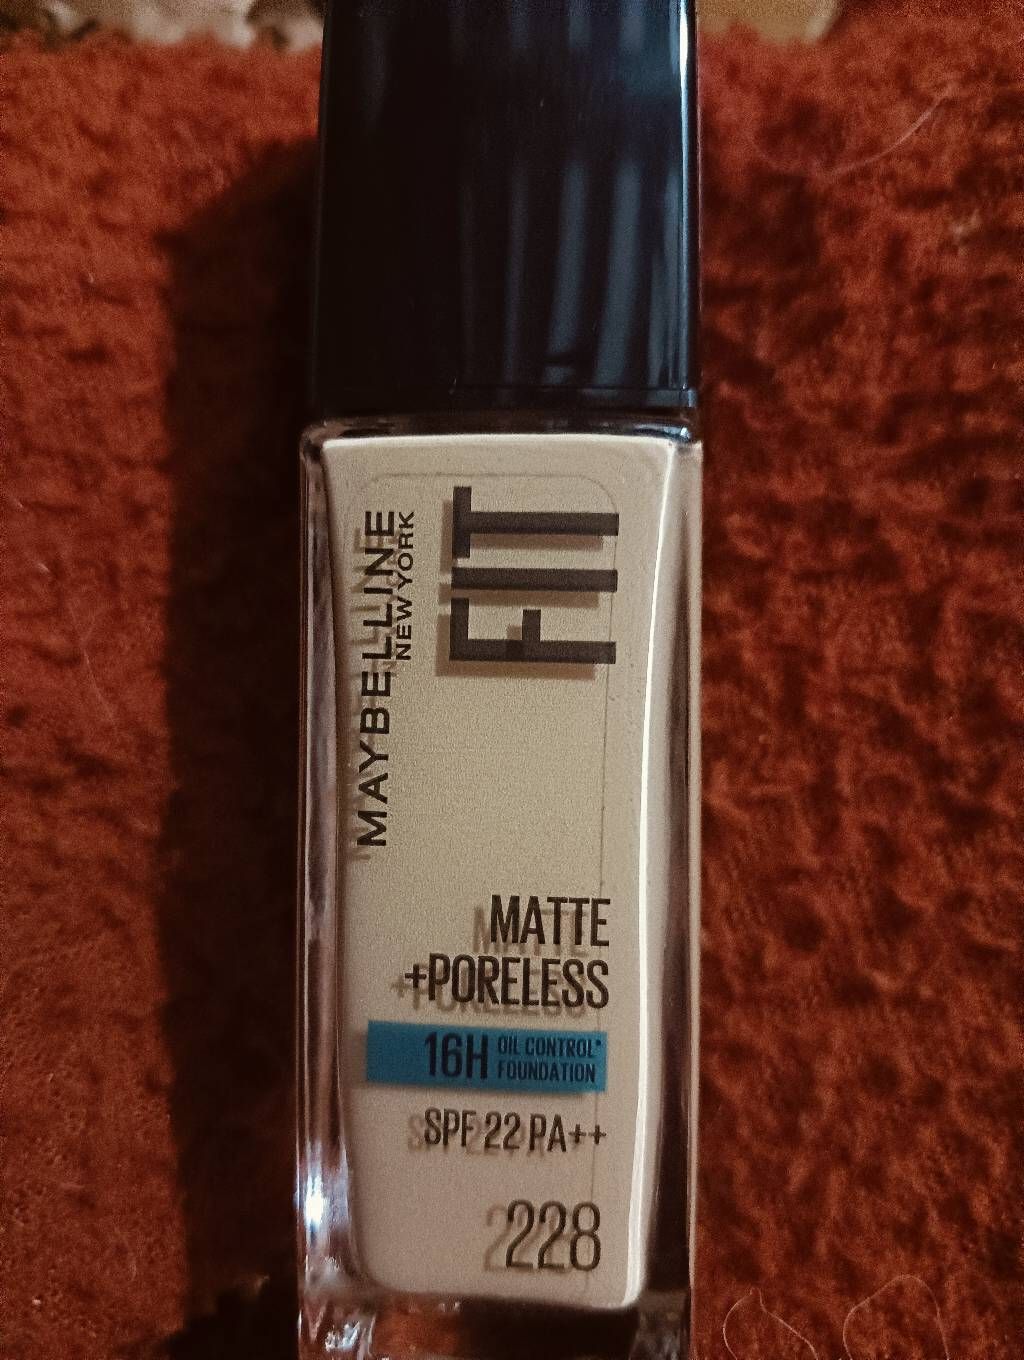 MAYBELLINE
NEW YORK
FIT
MATTE
+PORELESS
16H OIL CONTROL*
FOUNDATION
SPF 22 PA++
228